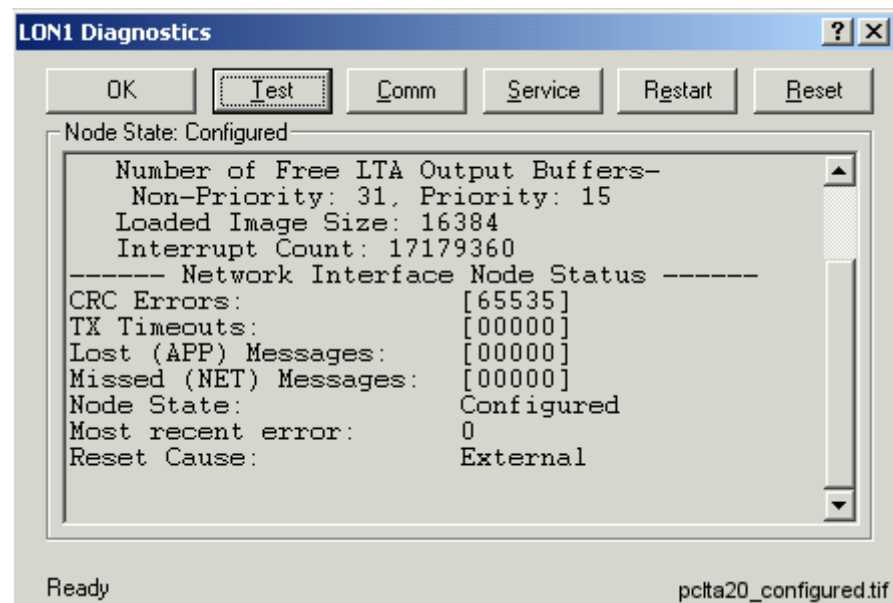 LON1 Diagnostics
OK Test Comm Service Restart Reset
Node State: Configured
Number of Free LTA Output Buffers-
Non-Priority: 31, Priority: 15
Loaded Image Size: 16384
Interrupt Count: 17179360
------ Network Interface Node Status ------
CRC Errors: [65535]
TX Timeouts: [00000]
Lost (APP) Messages: [00000]
Missed (NET) Messages: [00000]
Node State: Configured
Most recent error: 0
Reset Cause: External
Ready pclta20_configured.tif